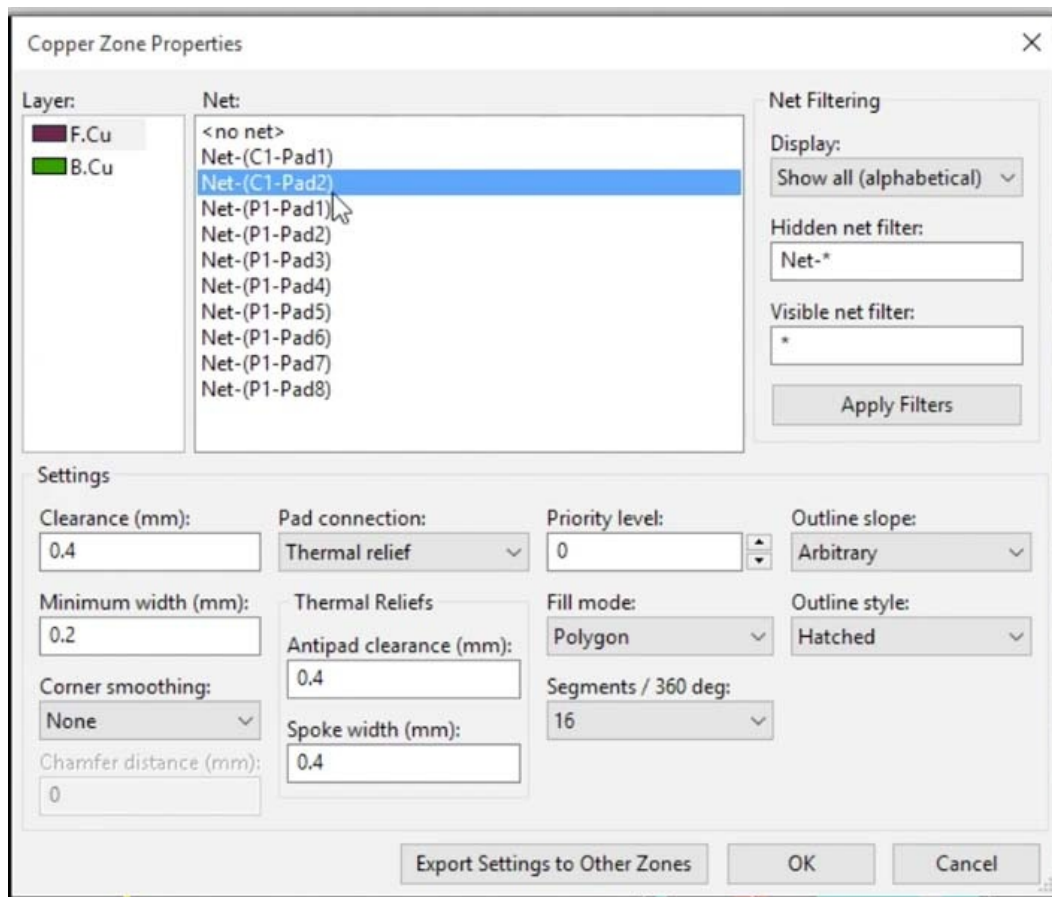 Copper Zone Properties
Layer:
F.Cu
B.Cu
Net:
<no net>
Net-(C1-Pad1)
Net-(C1-Pad2)
Net-(P1-Pad1)
Net-(P1-Pad2)
Net-(P1-Pad3)
Net-(P1-Pad4)
Net-(P1-Pad5)
Net-(P1-Pad6)
Net-(P1-Pad7)
Net-(P1-Pad8)
Net Filtering
Display:
Show all (alphabetical)
Hidden net filter:
Net-*
Visible net filter:
*
Apply Filters
Settings
Clearance (mm):
0.4
Minimum width (mm):
0.2
Corner smoothing:
None
Chamfer distance (mm):
0
Pad connection:
Thermal relief
Thermal Reliefs
Antipad clearance (mm):
0.4
Spoke width (mm):
0.4
Priority level:
0
Fill mode:
Polygon
Segments / 360 deg:
16
Outline slope:
Arbitrary
Outline style:
Hatched
Export Settings to Other Zones
OK
Cancel